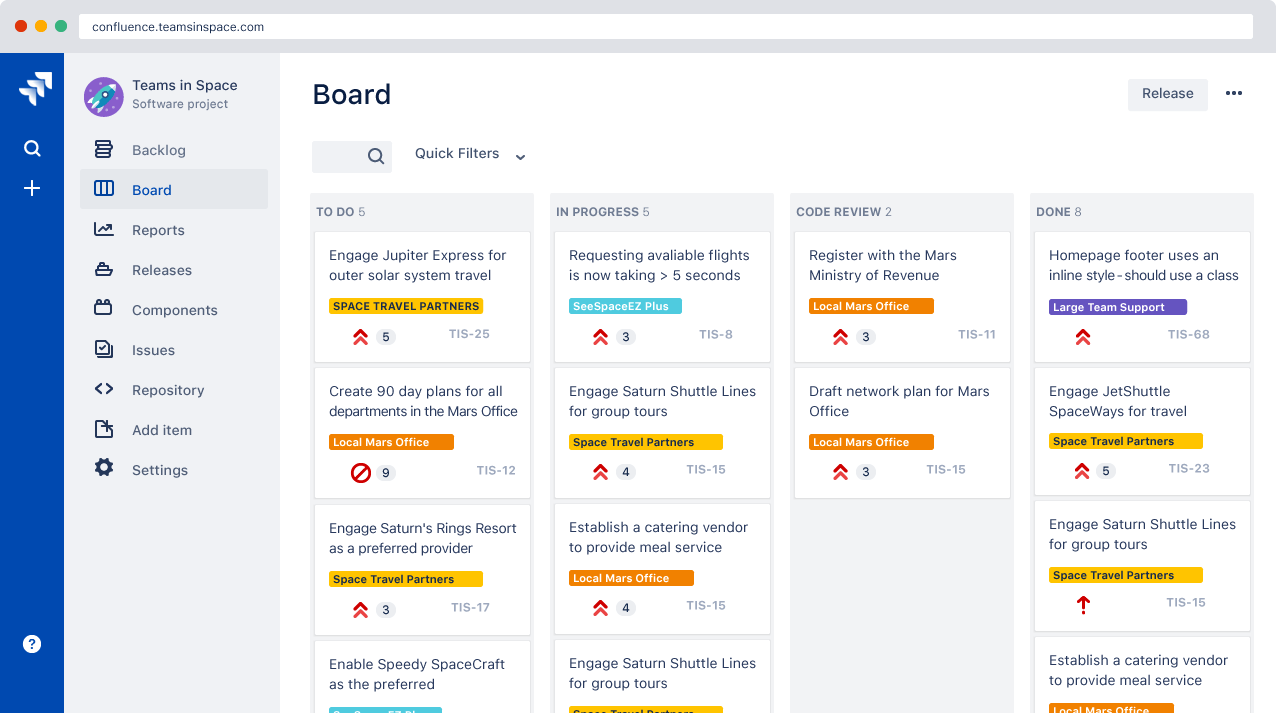 confluence.teamsinspace.com
Teams in Space
Software project
Backlog
Board
Reports
Releases
Components
Issues
Repository
Add item
Settings
?
Board
Release
Quick Filters
TO DO 5
Engage Jupiter Express for
outer solar system travel
SPACE TRAVEL PARTNERS
5 TIS-25
Create 90 day plans for all
departments in the Mars Office
Local Mars Office
9 TIS-12
Engage Saturn's Rings Resort
as a preferred provider
Space Travel Partners
3 TIS-17
Enable Speedy SpaceCraft
as the preferred
SeeSpaceEZ Plus
IN PROGRESS 5
Requesting avaliable flights
is now taking > 5 seconds
SeeSpaceEZ Plus
3 TIS-8
Engage Saturn Shuttle Lines
for group tours
Space Travel Partners
4 TIS-15
Establish a catering vendor
to provide meal service
Local Mars Office
4 TIS-15
Engage Saturn Shuttle Lines
for group tours
Space Travel Partners
CODE REVIEW 2
Register with the Mars
Ministry of Revenue
Local Mars Office
3 TIS-11
Draft network plan for Mars
Office
Local Mars Office
3 TIS-15
DONE 8
Homepage footer uses an
inline style-should use a class
Large Team Support
TIS-68
Engage JetShuttle
SpaceWays for travel
Space Travel Partners
5 TIS-23
Engage Saturn Shuttle Lines
for group tours
Space Travel Partners
TIS-15
Establish a catering vendor
to provide meal service
Local Mars Office